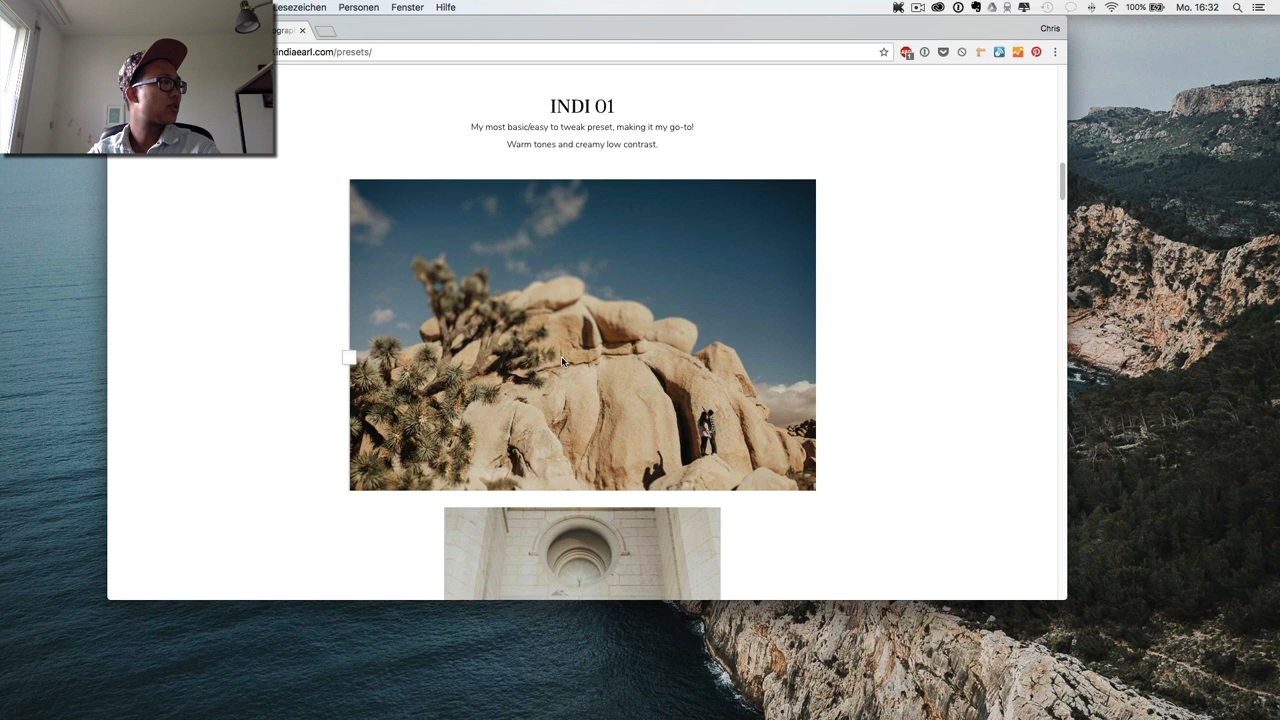 Lesezeichen Personen Fenster Hilfe
100% Mo. 16:32
Chris
indiaearl.com/presets/
INDI 01
My most basic/easy to tweak preset, making it my go-to!
Warm tones and creamy low contrast.